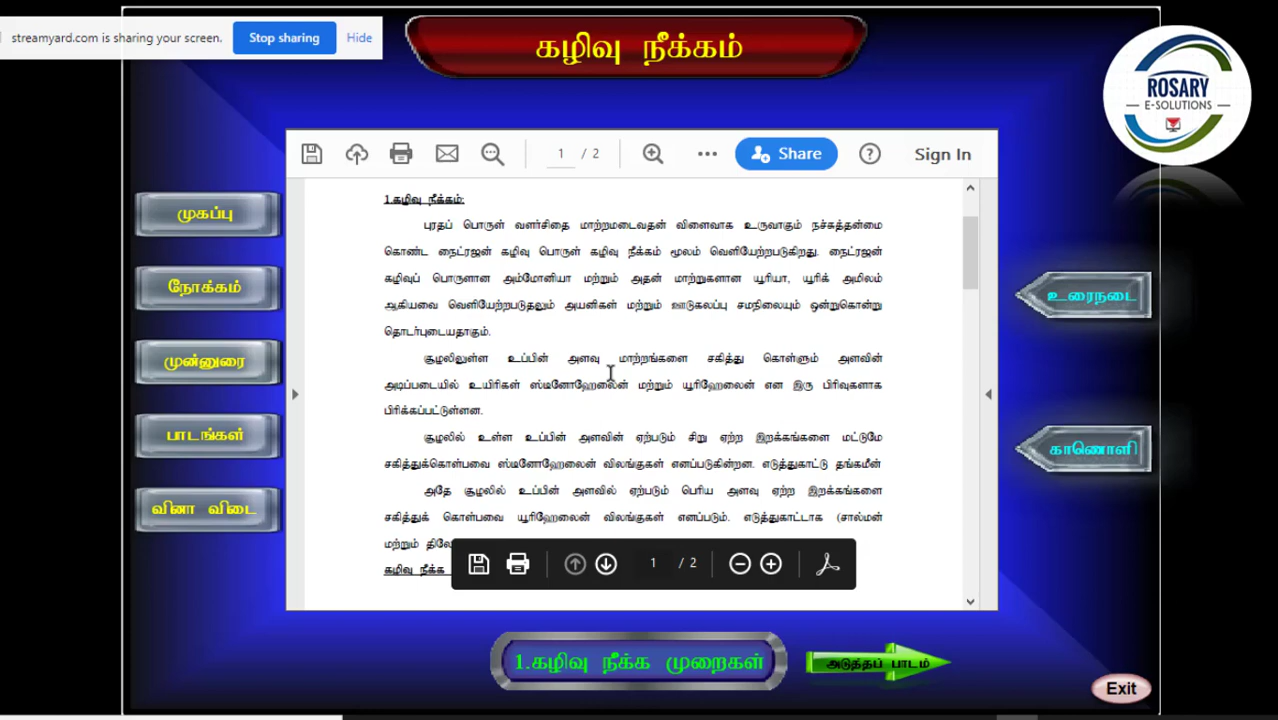 streamyard.com is sharing your screen. Stop sharing Hide
கழிவு நீக்கம்
ROSARY
E-SOLUTIONS
1 / 2 ••• Share Sign In
முகப்பு
நோக்கம்
முன்னுரை
பாடங்கள்
வினா விடை
1.கழிவு நீக்கம்:
புரதப் பொருள் வளர்சிதை மாற்றமடைவதன் விளைவாக உருவாகும் நச்சுத்தன்மை
கொண்ட நைட்ரஜன் கழிவு பொருள் கழிவு நீக்கம் மூலம் வெளியேற்றபடுகிறது. நைட்ரஜன்
கழிவுப் பொருளான அம்மோனியா மற்றும் அதன் மாற்றுகளான யூரியா, யூரிக் அமிலம்
ஆகியவை வெளியேற்றபடுதலும் அயனிகள் மற்றும் ஊடுகலப்பு சமநிலையும் ஒன்றுகொன்று
தொடர்புடையதாகும்.
சூழலிலுள்ள உப்பின் அளவு மாற்றங்களை சகித்து கொள்ளும் அளவின்
அடிப்படையில் உயிரிகள் ஸ்டீனோஹேலைன் மற்றும் யூரிஹேலைன் என இரு பிரிவுகளாக
பிரிக்கப்பட்டுள்ளன.
சூழலில் உள்ள உப்பின் அளவின் ஏற்படும் சிறு ஏற்ற இறக்கங்களை மட்டுமே
சகித்துக்கொள்பவை ஸ்டீனோஹேலைன் விலங்குகள் எனப்படுகின்றன. எடுத்துகாட்டு தங்கமீன்
அதே சூழலில் உப்பின் அளவில் ஏற்படும் பெரிய அளவு ஏற்ற இறக்கங்களை
சகித்துக் கொள்பவை யூரிஹேலைன் விலங்குகள் எனப்படும். எடுத்துகாட்டாக (சால்மன்
மற்றும்
கழிவு நீக்க
1 / 2
உரைநடை
காணொளி
1.கழிவு நீக்க முறைகள்
அடுத்தப் பாடம்
Exit